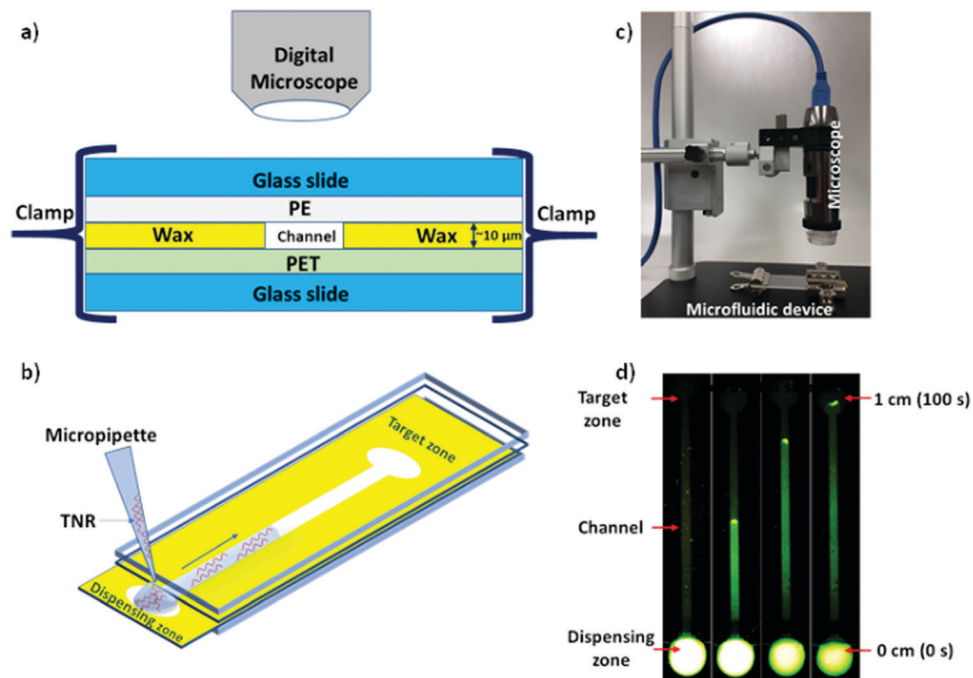 a)
Digital
Microscope
Glass slide
PE
Clamp
Wax
Channel
Wax
~10 µm
Clamp
PET
Glass slide
b)
Micropipette
TNR
Target zone
Dispensing zone
c)
Microscope
Microfluidic device
d)
Target
zone
1 cm (100 s)
Channel
Dispensing
zone
0 cm (0 s)